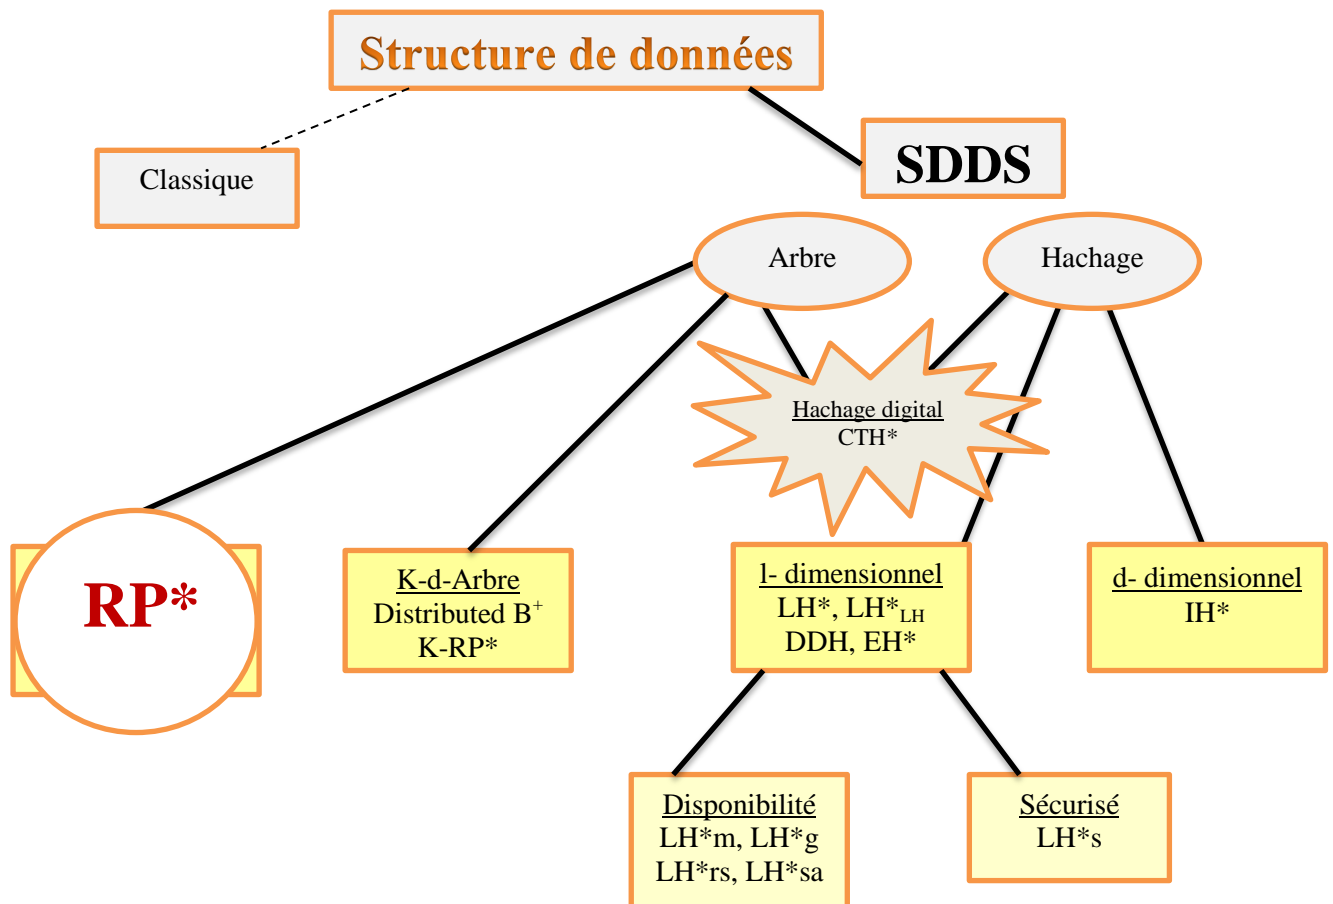 Structure de données
SDDS
Classique
Arbre
Hachage
Hachage digital
CTH*
RP*
K-d-Arbre
Distributed B⁺
K-RP*
l- dimensionnel
LH*, LH*LH
DDH, EH*
d- dimensionnel
IH*
Disponibilité
LH*m, LH*g
LH*rs, LH*sa
Sécurisé
LH*s